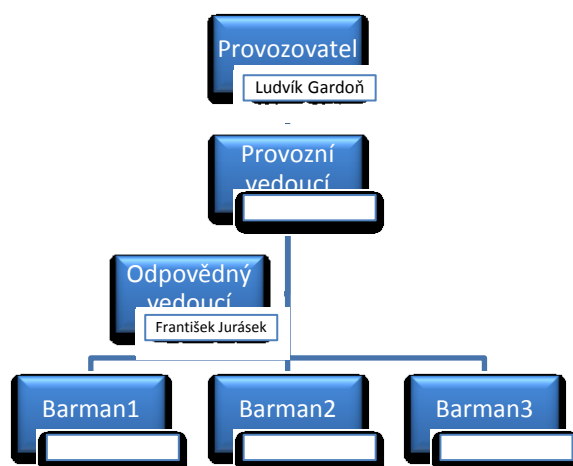 Provozovatel
Ludvík Gardoň
Provozní
vedoucí
Odpovědný
vedoucí
František Jurásek
Barman1
Barman2
Barman3